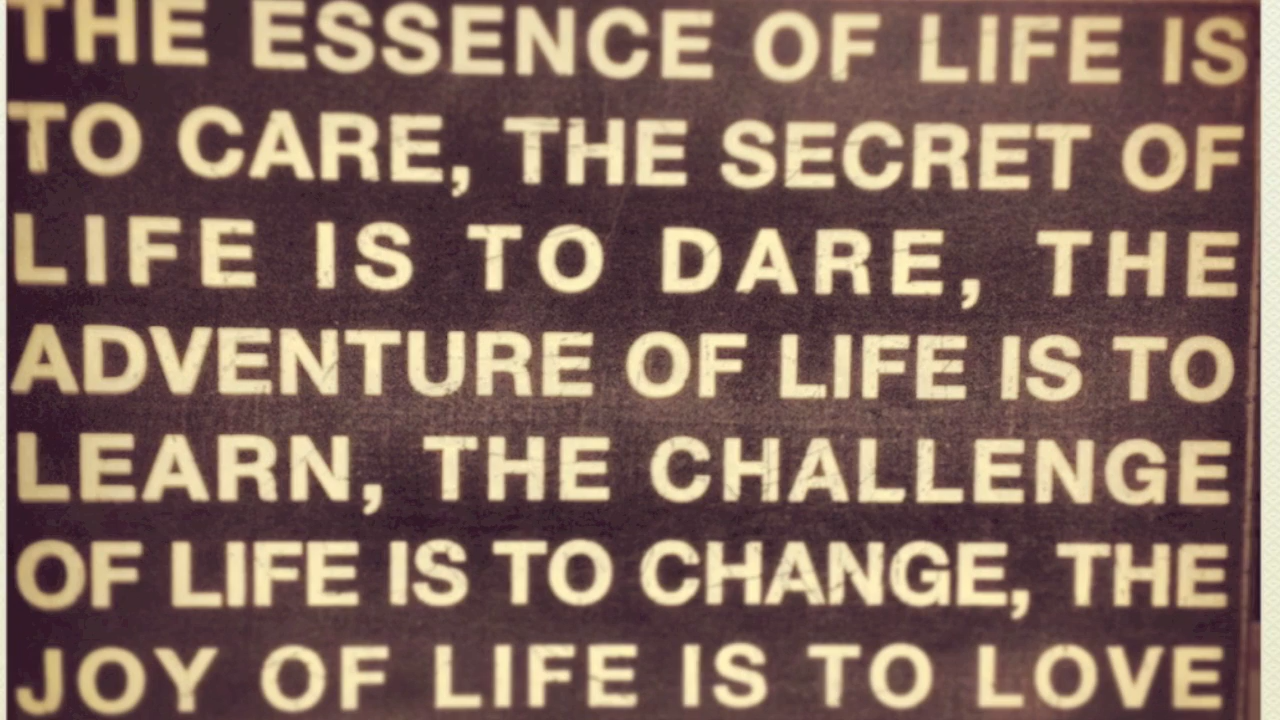 THE ESSENCE OF LIFE IS
TO CARE, THE SECRET OF
LIFE IS TO DARE, THE
ADVENTURE OF LIFE IS TO
LEARN, THE CHALLENGE
OF LIFE IS TO CHANGE, THE
JOY OF LIFE IS TO LOVE